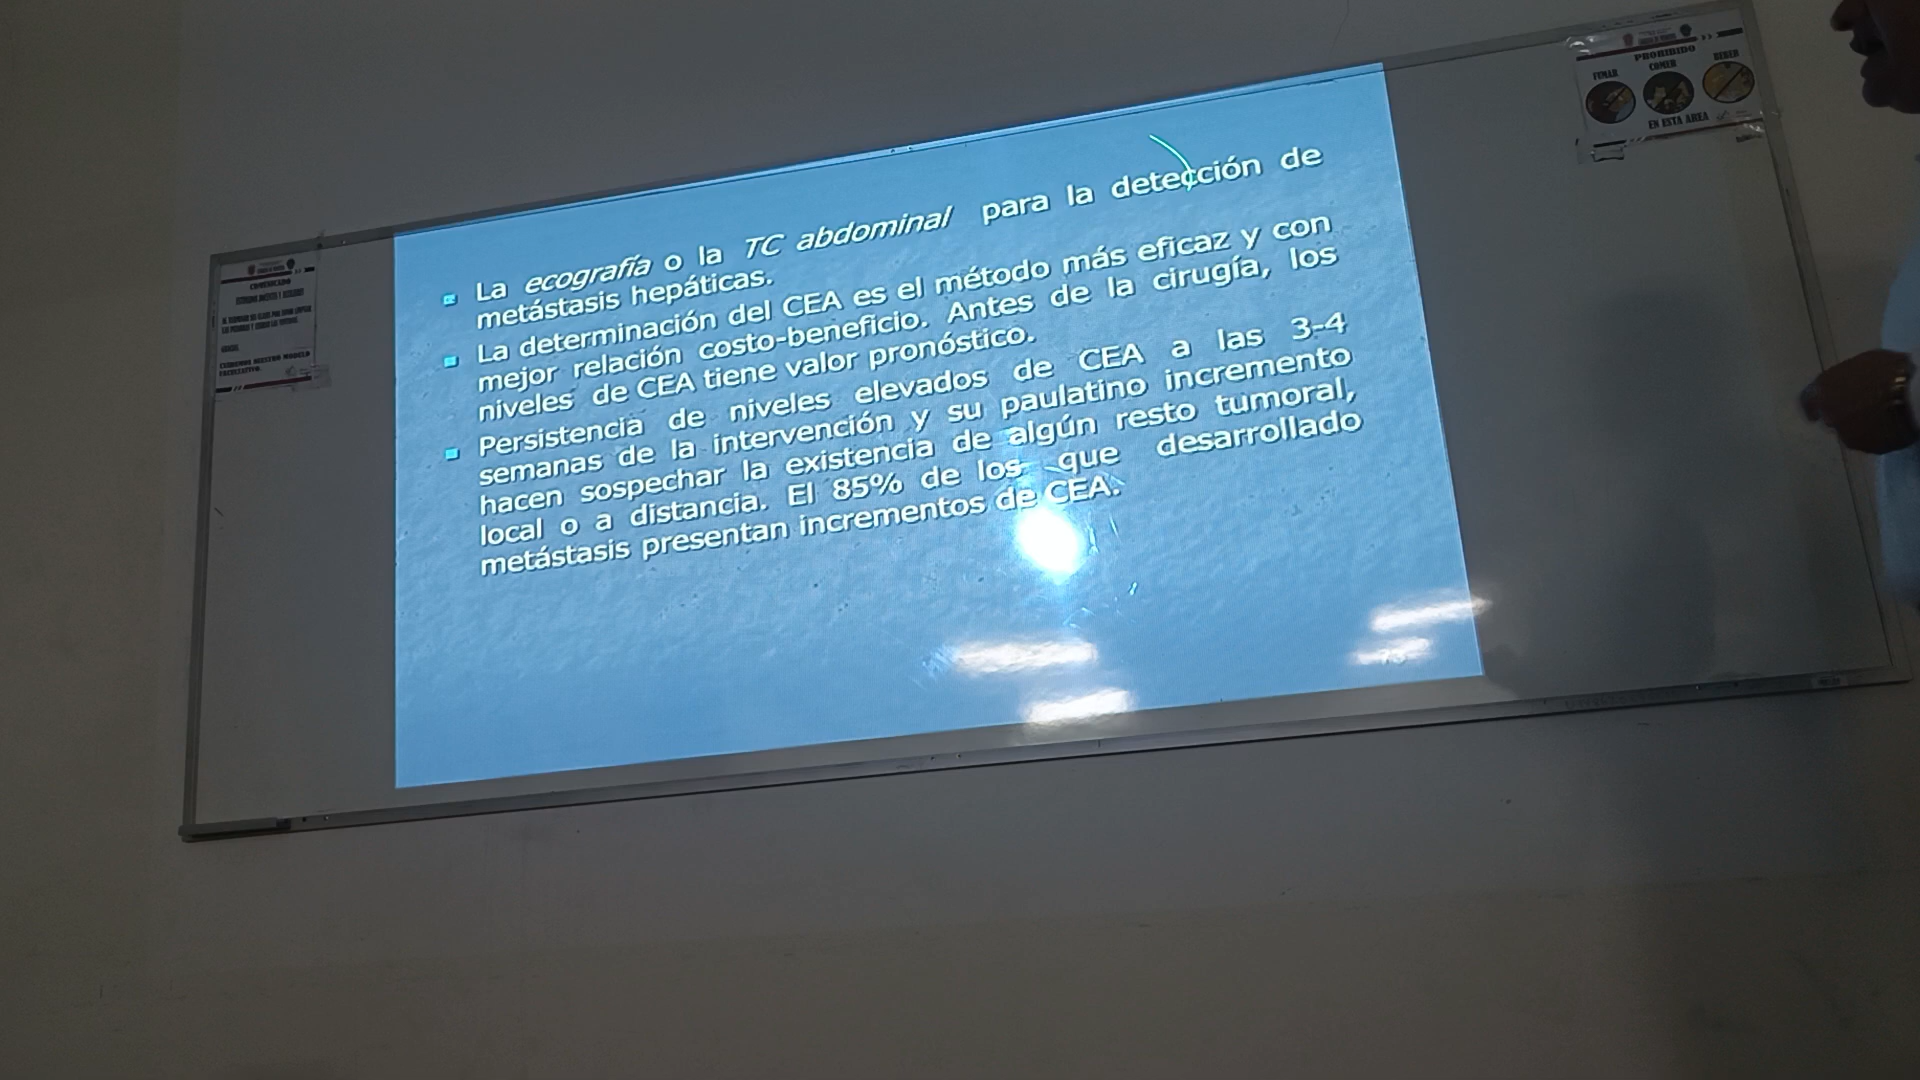 La ecografía o la TC abdominal para la detección de
metástasis hepáticas.
La determinación del CEA es el método más eficaz y con
mejor relación costo-beneficio. Antes de la cirugía, los
niveles de CEA tiene valor pronóstico.
Persistencia de niveles elevados de CEA a las 3-4
semanas de la intervención y su paulatino incremento
hacen sospechar la existencia de algún resto tumoral,
local o a distancia. El 85% de los que desarrollado
metástasis presentan incrementos de CEA.
PROHIBIDO
FUMAR COMER BEBER
EN ESTA AREA
COMUNICADO